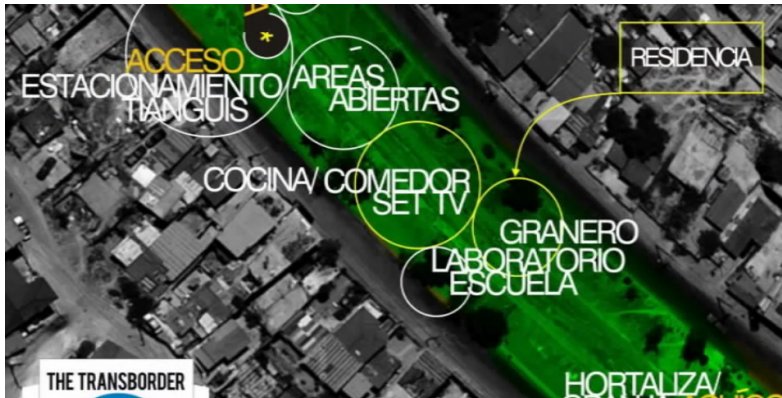 ACCESO
ESTACIONAMIENTO
TIANGUIS
AREAS
ABIERTAS
RESIDENCIA
COCINA/ COMEDOR
SET TV
GRANERO
LABORATORIO
ESCUELA
THE TRANSBORDER
HORTALIZA/